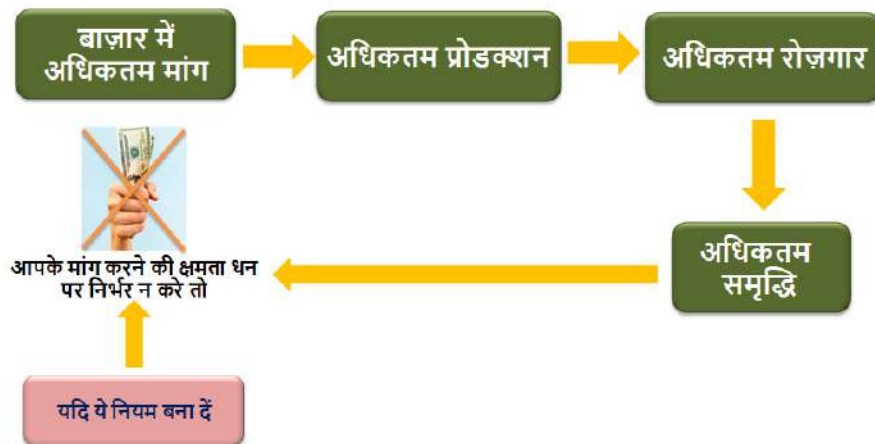 बाज़ार में
अधिकतम मांग
अधिकतम प्रोडक्शन
अधिकतम रोज़गार
अधिकतम
समृद्धि
आपके मांग करने की क्षमता धन
पर निर्भर न करे तो
यदि ये नियम बना दें